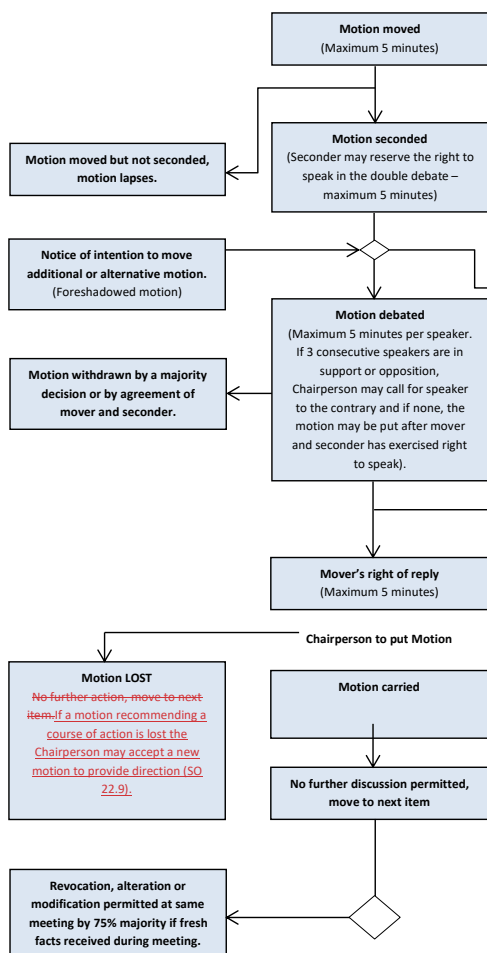 Motion moved
(Maximum 5 minutes)
Motion seconded
(Seconder may reserve the right to
speak in the double debate –
maximum 5 minutes)
Motion moved but not seconded,
motion lapses.
Notice of intention to move
additional or alternative motion.
(Foreshadowed motion)
Motion debated
(Maximum 5 minutes per speaker.
If 3 consecutive speakers are in
support or opposition,
Chairperson may call for speaker
to the contrary and if none, the
motion may be put after mover
and seconder has exercised right
to speak).
Motion withdrawn by a majority
decision or by agreement of
mover and seconder.
Mover's right of reply
(Maximum 5 minutes)
Chairperson to put Motion
Motion LOST
No further action, move to next
item.If a motion recommending a
course of action is lost the
Chairperson may accept a new
motion to provide direction (SO
22.9).
Motion carried
No further discussion permitted,
move to next item
Revocation, alteration or
modification permitted at same
meeting by 75% majority if fresh
facts received during meeting.